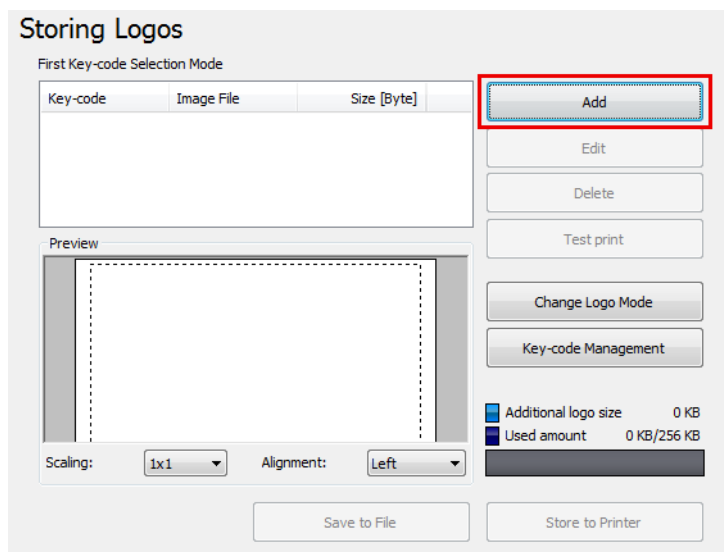 Storing Logos
First Key-code Selection Mode
Key-code Image File Size [Byte]
Add
Edit
Delete
Test print
Preview
Change Logo Mode
Key-code Management
Additional logo size 0 KB
Used amount 0 KB/256 KB
Scaling: 1x1 Alignment: Left
Save to File Store to Printer